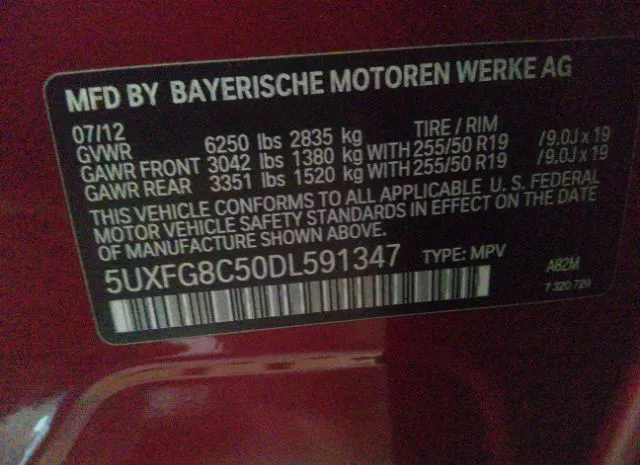 MFD BY BAYERISCHE MOTOREN WERKE AG
07/12 TIRE / RIM
GVWR 6250 lbs 2835 kg
GAWR FRONT 3042 lbs 1380 kg WITH 255/50 R19 /9.0J x 19
GAWR REAR 3351 lbs 1520 kg WITH 255/50 R19 /9.0J x 19
THIS VEHICLE CONFORMS TO ALL APPLICABLE U. S. FEDERAL
MOTOR VEHICLE SAFETY STANDARDS IN EFFECT ON THE DATE
OF MANUFACTURE SHOWN ABOVE.
5UXFG8C50DL591347 TYPE: MPV A82M
7 320 729